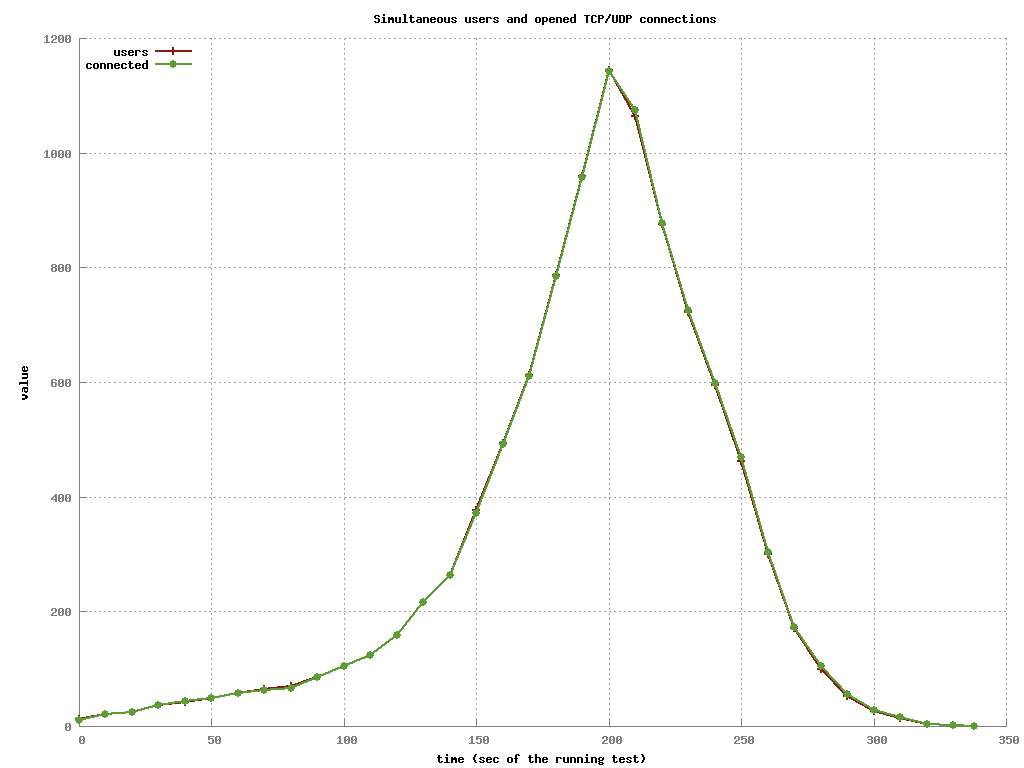 Simultaneous users and opened TCP/UDP connections
1200
users
connected
1000
800
600
value
400
200
0
0 50 100 150 200 250 300 350
time (sec of the running test)